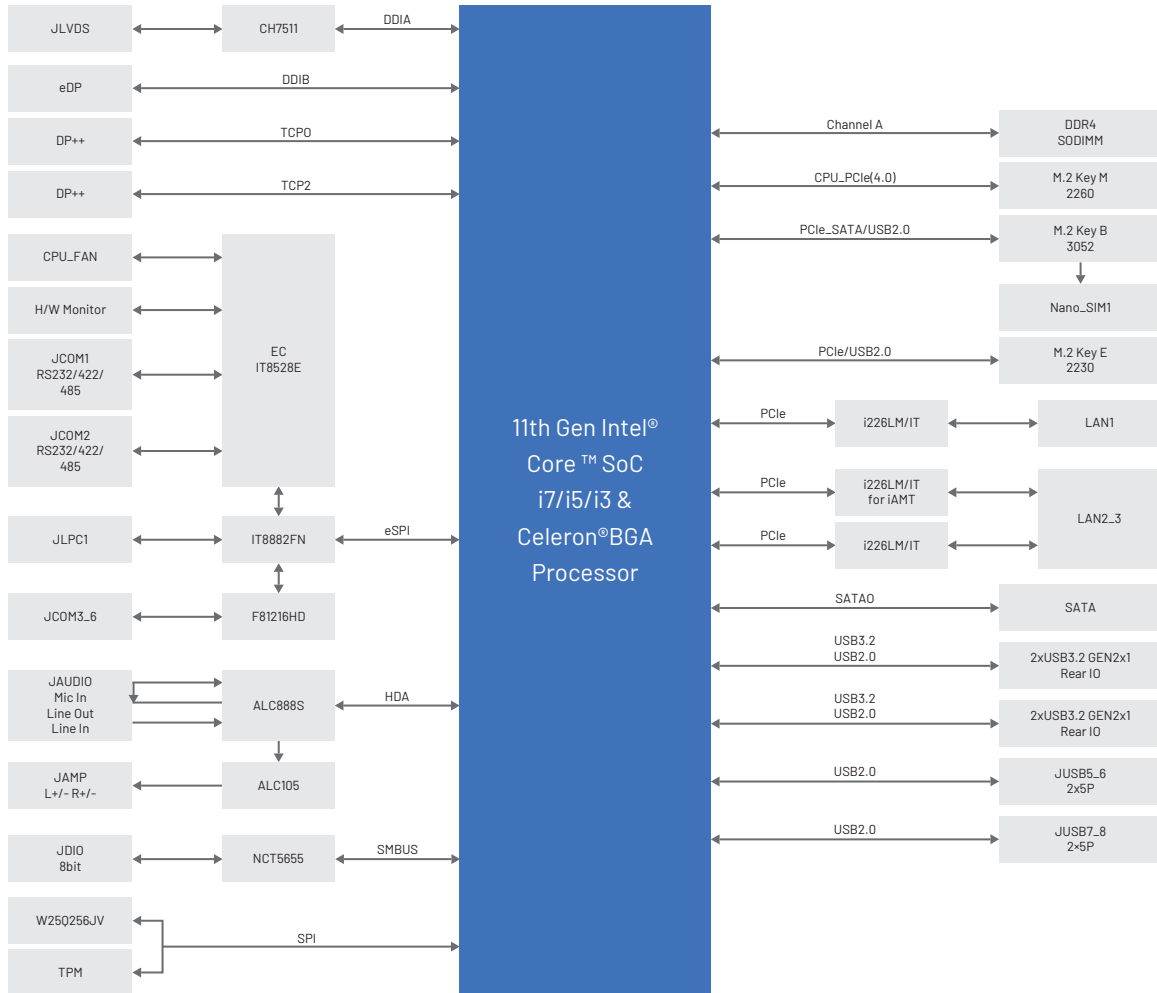 JLVDS
CH7511
DDIA
eDP
DDIB
DP++
TCP0
DP++
TCP2
CPU_FAN
H/W Monitor
JCOM1
RS232/422/
485
JCOM2
RS232/422/
485
EC
IT8528E
JLPC1
IT8882FN
eSPI
JCOM3_6
F81216HD
JAUDIO
Mic In
Line Out
Line In
ALC888S
HDA
JAMP
L+/- R+/-
ALC105
JDIO
8bit
NCT5655
SMBUS
W25Q256JV
TPM
SPI
11th Gen Intel®
Core ™ SoC
i7/i5/i3 &
Celeron®BGA
Processor
Channel A
DDR4
SODIMM
CPU_PCIe(4.0)
M.2 Key M
2260
PCIe_SATA/USB2.0
M.2 Key B
3052
Nano_SIM1
PCIe/USB2.0
M.2 Key E
2230
PCIe
i226LM/IT
LAN1
PCIe
i226LM/IT
for iAMT
PCIe
i226LM/IT
LAN2_3
SATA0
SATA
USB3.2
USB2.0
2xUSB3.2 GEN2x1
Rear IO
USB3.2
USB2.0
2xUSB3.2 GEN2x1
Rear IO
USB2.0
JUSB5_6
2x5P
USB2.0
JUSB7_8
2×5P